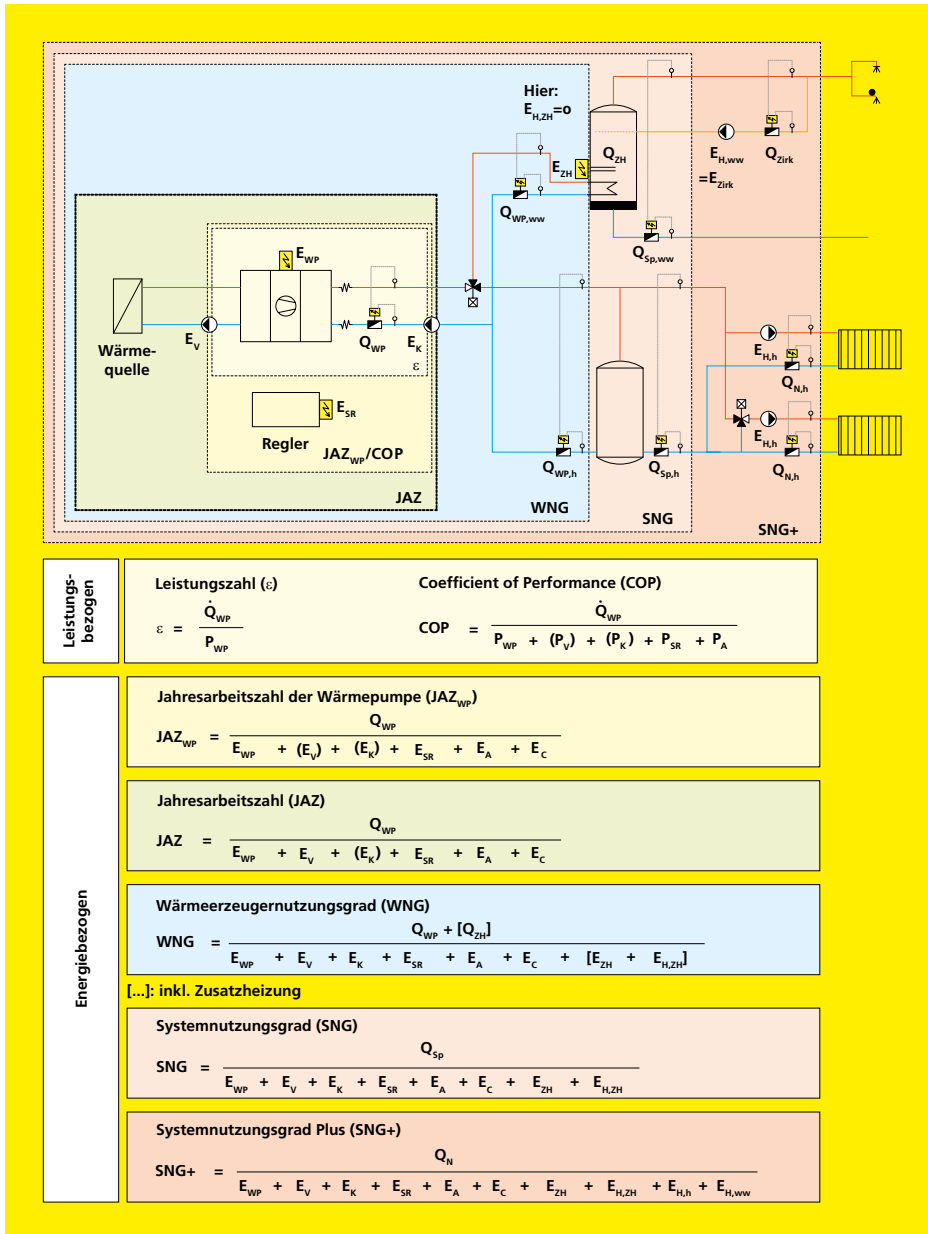 Hier:
E_H,ZH=0
E_ZH
Q_ZH
E_H,ww
=E_Zirk
Q_Zirk
Q_WP,ww
Q_Sp,ww
E_WP
E_V
Q_WP
E_K
ε
Wärme-
quelle
E_SR
Regler
JAZ_WP/COP
JAZ
Q_WP,h
WNG
Q_Sp,h
SNG
E_H,h
Q_N,h
E_H,h
Q_N,h
SNG+
Leistungs-
bezogen
Leistungszahl (ε)
ε = Q̇_WP / P_WP
Coefficient of Performance (COP)
COP = Q̇_WP / P_WP + (P_V) + (P_K) + P_SR + P_A
Energiebezogen
Jahresarbeitszahl der Wärmepumpe (JAZ_WP)
JAZ_WP = Q_WP / E_WP + (E_V) + (E_K) + E_SR + E_A + E_C
Jahresarbeitszahl (JAZ)
JAZ = Q_WP / E_WP + E_V + (E_K) + E_SR + E_A + E_C
Wärmeerzeugernutzungsgrad (WNG)
WNG = Q_WP + [Q_ZH] / E_WP + E_V + E_K + E_SR + E_A + E_C + [E_ZH + E_H,ZH]
[...]: inkl. Zusatzheizung
Systemnutzungsgrad (SNG)
SNG = Q_Sp / E_WP + E_V + E_K + E_SR + E_A + E_C + E_ZH + E_H,ZH
Systemnutzungsgrad Plus (SNG+)
SNG+ = Q_N / E_WP + E_V + E_K + E_SR + E_A + E_C + E_ZH + E_H,ZH + E_H,h + E_H,ww